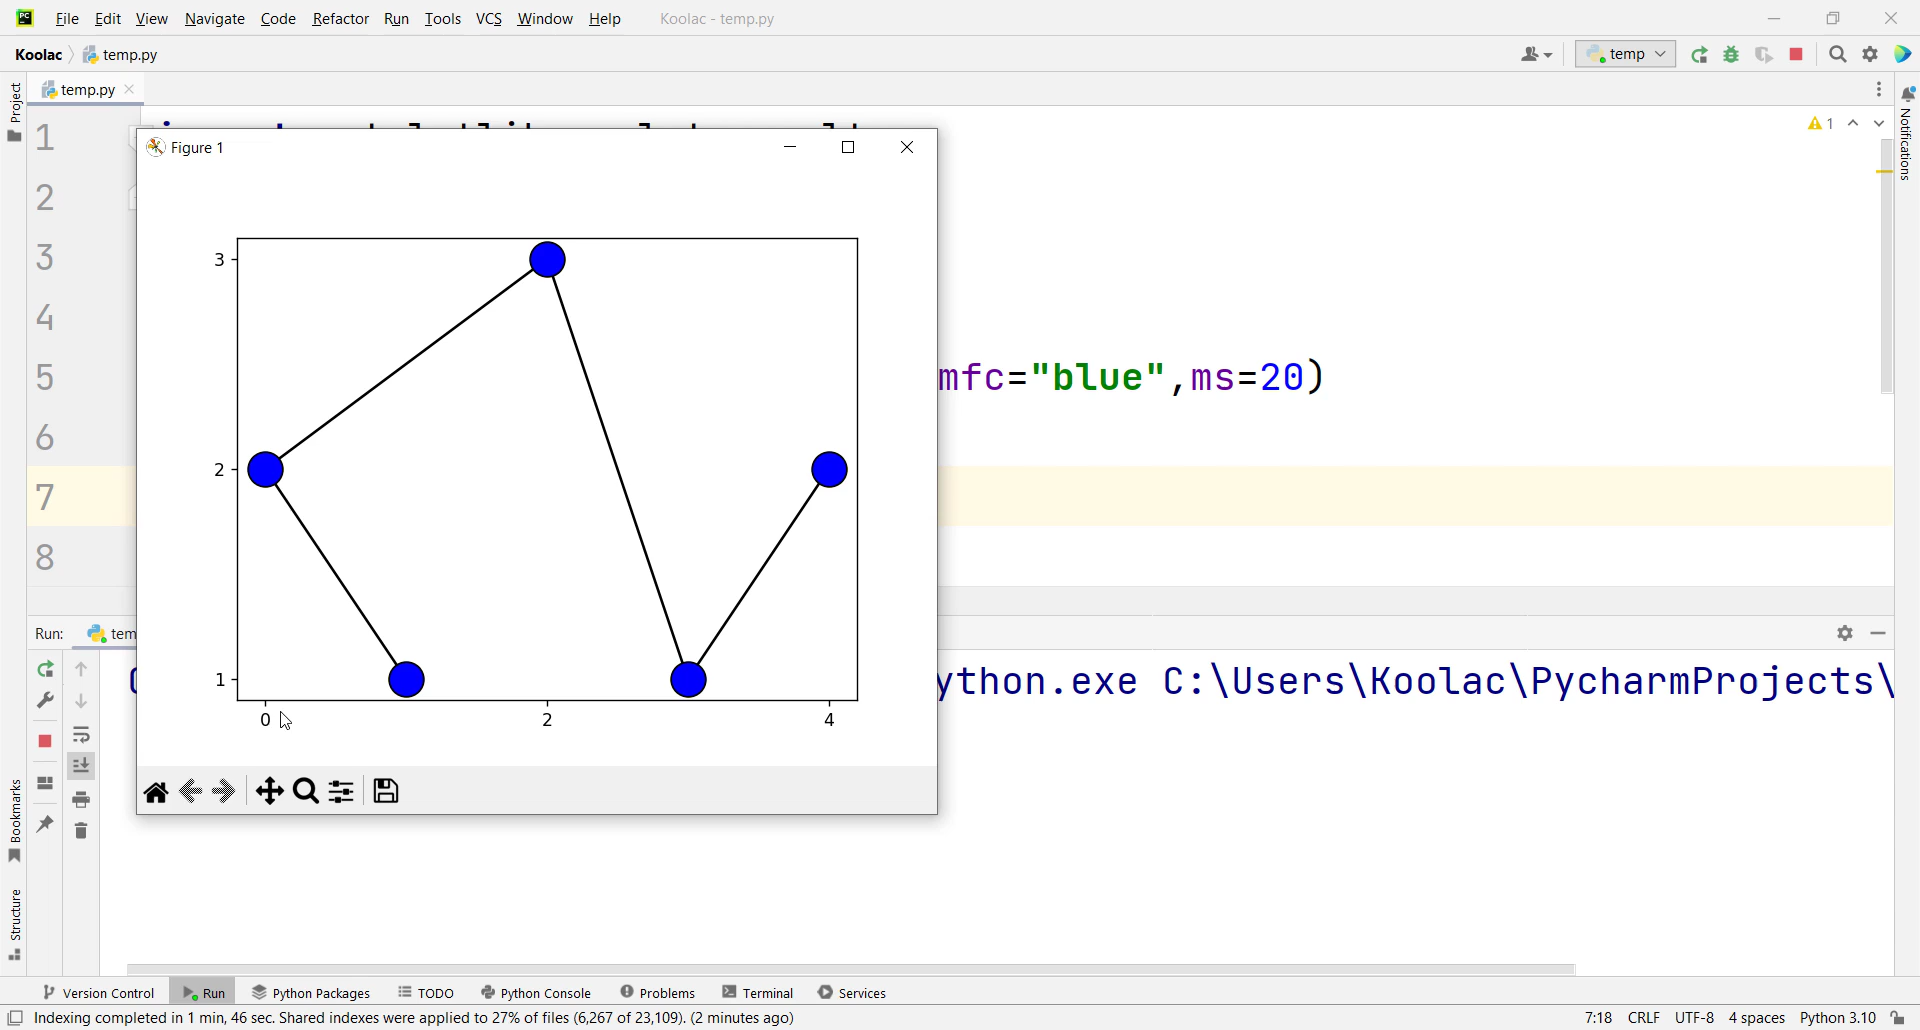 File Edit View Navigate Code Refactor Run Tools VCS Window Help Koolac - temp.py
Koolac temp.py temp
temp.py
Project
Notifications
1
1
2
3
4
5
6
7
8
Figure 1
3
2
1
0 2 4
mfc="blue",ms=20)
Run: tem
ython.exe C:\Users\Koolac\PycharmProjects\
Bookmarks
Structure
Version Control Run Python Packages TODO Python Console Problems Terminal Services
Indexing completed in 1 min, 46 sec. Shared indexes were applied to 27% of files (6,267 of 23,109). (2 minutes ago) 7:18 CRLF UTF-8 4 spaces Python 3.10